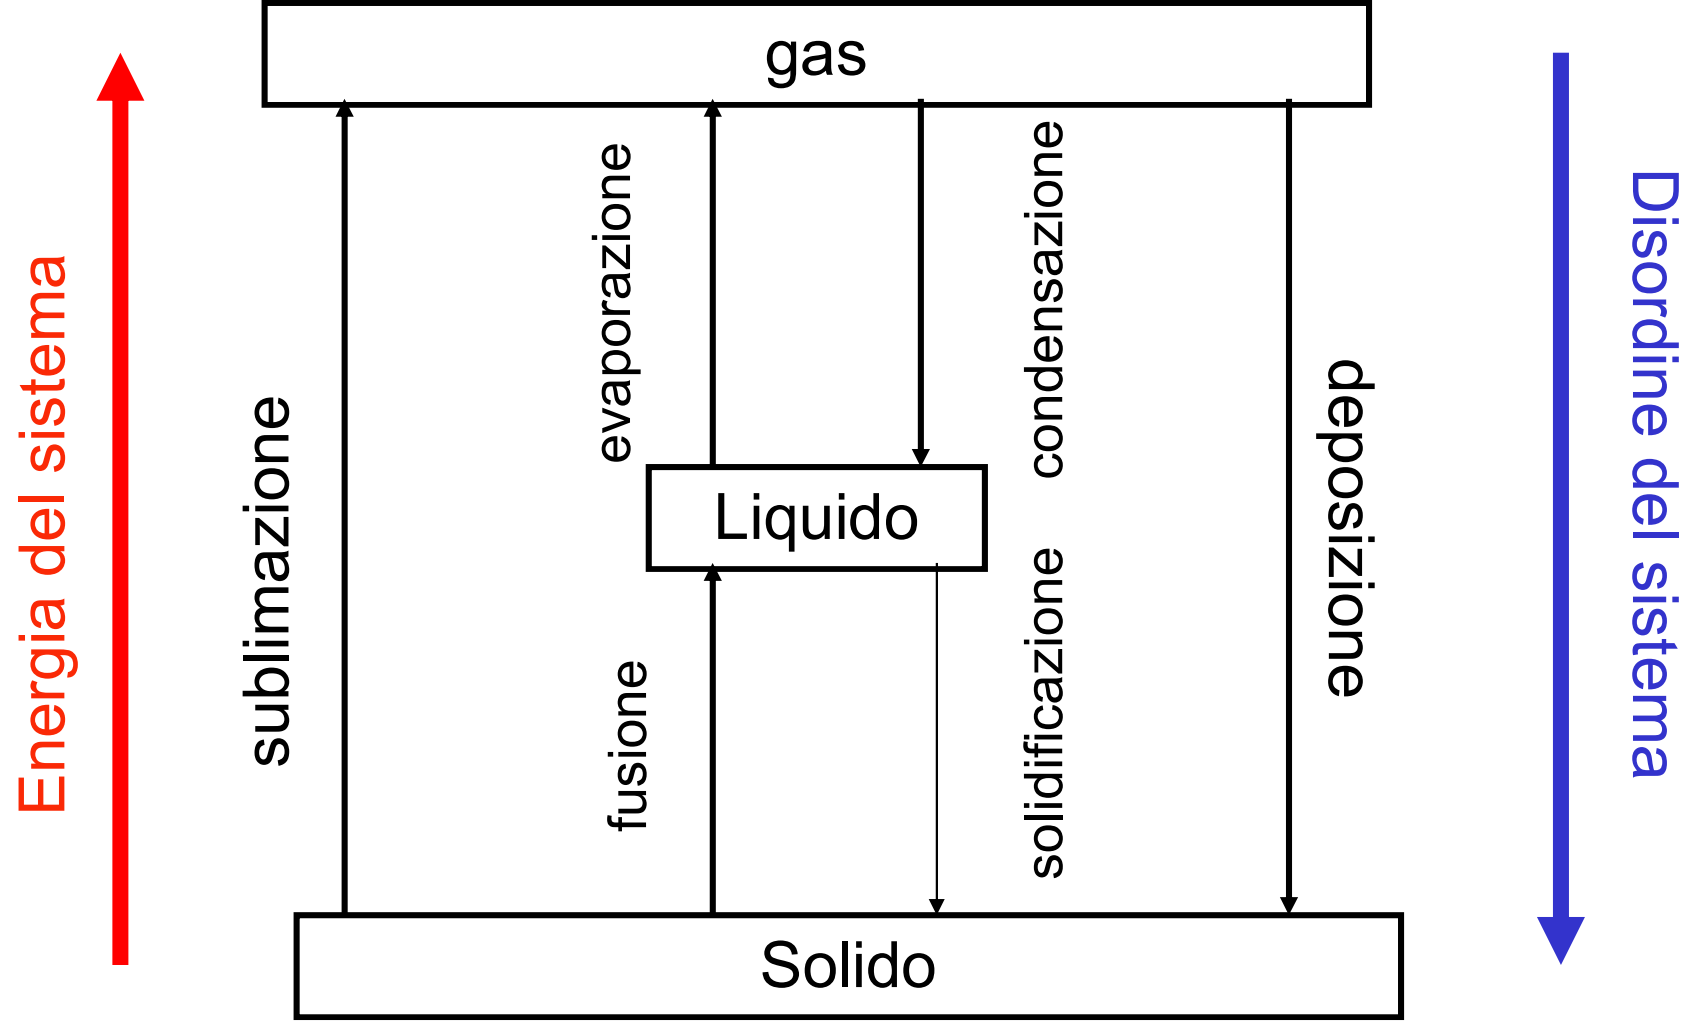 gas
Energia del sistema
sublimazione
evaporazione
condensazione
deposizione
Disordine del sistema
Liquido
fusione
solidificazione
Solido